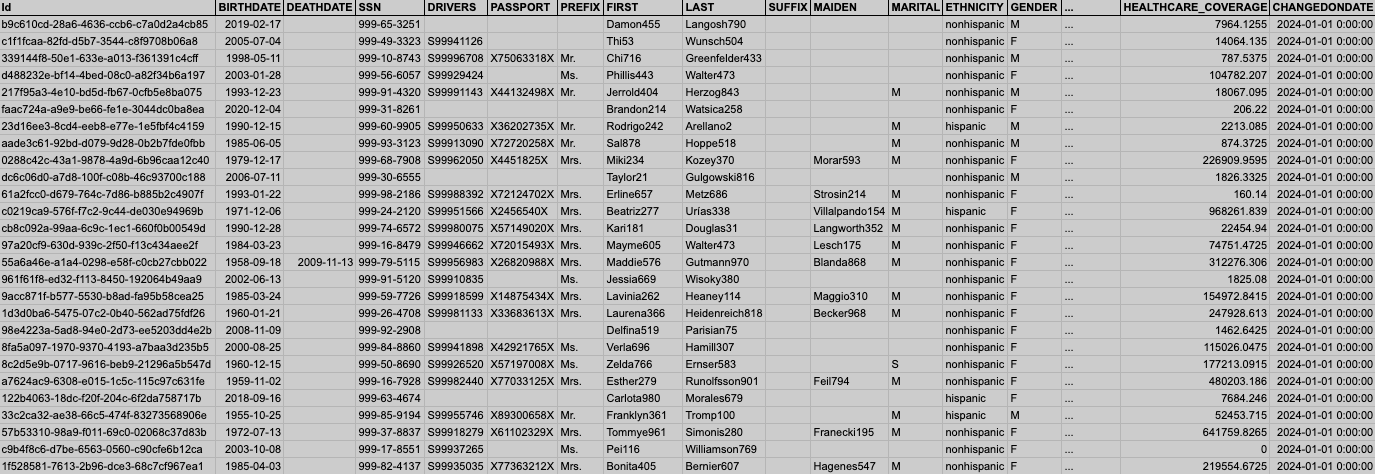 Id BIRTHDATE DEATHDATE SSN DRIVERS PASSPORT PREFIX FIRST LAST SUFFIX MAIDEN MARITAL ETHNICITY GENDER ... HEALTHCARE_COVERAGE CHANGEDONDATE
b9c610cd-28a6-4636-ccb6-c7a0d2a4cb85 2019-02-17 999-65-3251 Damon455 Langosh790 nonhispanic M ... 7964.1255 2024-01-01 0:00:00
c1f1fcaa-82fd-d5b7-3544-c8f9708b06a8 2005-07-04 999-49-3323 S99941126 Thi53 Wunsch504 nonhispanic F ... 14064.135 2024-01-01 0:00:00
339144f8-50e1-633e-a013-f361391c4cff 1998-05-11 999-10-8743 S99996708 X75063318X Mr. Chi716 Greenfelder433 nonhispanic M ... 787.5375 2024-01-01 0:00:00
d488232e-bf14-4bed-08c0-a82f34b6a197 2003-01-28 999-56-6057 S99929424 Ms. Phillis443 Walter473 nonhispanic F ... 104782.207 2024-01-01 0:00:00
217f95a3-4e10-bd5d-fb67-0cfb5e8ba075 1993-12-23 999-91-4320 S99991143 X44132498X Mr. Jerrold404 Herzog843 M nonhispanic M ... 18067.095 2024-01-01 0:00:00
faac724a-a9e9-be66-fe1e-3044dc0ba8ea 2020-12-04 999-31-8261 Brandon214 Watsica258 nonhispanic F ... 206.22 2024-01-01 0:00:00
23d16ee3-8cd4-eeb8-e77e-1e5fbf4c4159 1990-12-15 999-60-9905 S99950633 X36202735X Mr. Rodrigo242 Arellano2 M hispanic M ... 2213.085 2024-01-01 0:00:00
aade3c61-92bd-d079-9d28-0b2b7fde0fbb 1985-06-05 999-93-3123 S99913090 X72720258X Mr. Sal878 Hoppe518 M nonhispanic M ... 874.3725 2024-01-01 0:00:00
0288c42c-43a1-9878-4a9d-6b96caa12c40 1979-12-17 999-68-7908 S99962050 X4451825X Mrs. Miki234 Kozey370 Morar593 M nonhispanic F ... 226909.9595 2024-01-01 0:00:00
dc6c06d0-a7d8-100f-c08b-46c93700c188 2006-07-11 999-30-6555 Taylor21 Gulgowski816 nonhispanic M ... 1826.3325 2024-01-01 0:00:00
61a2fcc0-d679-764c-7d86-b885b2c4907f 1993-01-22 999-98-2186 S99988392 X72124702X Mrs. Erline657 Metz686 Strosin214 M nonhispanic F ... 160.14 2024-01-01 0:00:00
c0219ca9-576f-f7c2-9c44-de030e94969b 1971-12-06 999-24-2120 S99951566 X2456540X Mrs. Beatriz277 Urías338 Villalpando154 M hispanic F ... 968261.839 2024-01-01 0:00:00
cb8c092a-99aa-6c9c-1ec1-660f0b00549d 1990-12-28 999-74-6572 S99980075 X57149020X Mrs. Kari181 Douglas31 Langworth352 M nonhispanic F ... 22454.94 2024-01-01 0:00:00
97a20cf9-630d-939c-2f50-f13c434aee2f 1984-03-23 999-16-8479 S99946662 X72015493X Mrs. Mayme605 Walter473 Lesch175 M nonhispanic F ... 74751.4725 2024-01-01 0:00:00
55a6a46e-a1a4-0298-e58f-c0cb27cbb022 1958-09-18 2009-11-13 999-79-5115 S99956983 X26820988X Mrs. Maddie576 Gutmann970 Blanda868 M nonhispanic F ... 312276.306 2024-01-01 0:00:00
961f61f8-ed32-f113-8450-192064b49aa9 2002-06-13 999-91-5120 S99910835 Ms. Jessia669 Wisoky380 nonhispanic F ... 1825.08 2024-01-01 0:00:00
9acc871f-b577-5530-b8ad-fa95b58cea25 1985-03-24 999-59-7726 S99918599 X14875434X Mrs. Lavinia262 Heaney114 Maggio310 M nonhispanic F ... 154972.8415 2024-01-01 0:00:00
1d3d0ba6-5475-07c2-0b40-562ad75fdf26 1960-01-21 999-26-4708 S99981133 X33683613X Mrs. Laurena366 Heidenreich818 Becker968 M nonhispanic F ... 247928.613 2024-01-01 0:00:00
98e4223a-5ad8-94e0-2d73-ee5203dd4e2b 2008-11-09 999-92-2908 Delfina519 Parisian75 nonhispanic F ... 1462.6425 2024-01-01 0:00:00
8fa5a097-1970-9370-4193-a7baa3d235b5 2000-08-25 999-84-8860 S99941898 X42921765X Ms. Verla696 Hamill307 nonhispanic F ... 115026.0475 2024-01-01 0:00:00
8c2d5e9b-0717-9616-beb9-21296a5b547d 1960-12-15 999-50-8690 S99926520 X57197008X Ms. Zelda766 Ernser583 S nonhispanic F ... 177213.0915 2024-01-01 0:00:00
a7624ac9-6308-e015-1c5c-115c97c631fe 1959-11-02 999-16-7928 S99982440 X77033125X Mrs. Esther279 Runolfsson901 Feil794 M nonhispanic F ... 480203.186 2024-01-01 0:00:00
122b4063-18dc-f20f-204c-6f2da758717b 2018-09-16 999-63-4674 Carlota980 Morales679 hispanic F ... 7684.246 2024-01-01 0:00:00
33c2ca32-ae38-66c5-474f-83273568906e 1955-10-25 999-85-9194 S99955746 X89300658X Mr. Franklyn361 Tromp100 M nonhispanic M ... 52453.715 2024-01-01 0:00:00
57b53310-98a9-f011-69c0-02068c37d83b 1972-07-13 999-37-8837 S99918279 X61102329X Mrs. Tommye961 Simonis280 Franecki195 M nonhispanic F ... 641759.8265 2024-01-01 0:00:00
c9b4f8c6-d7be-6563-0560-c90cfe6b12ca 2003-10-08 999-17-8551 S99937265 Ms. Pei116 Williamson769 nonhispanic F ... 0 2024-01-01 0:00:00
1f528581-7613-2b96-dce3-68c7cf967ea1 1985-04-03 999-82-4137 S99935035 X77363212X Mrs. Bonita405 Bernier607 Hagenes547 M nonhispanic F ... 219554.6725 2024-01-01 0:00:00